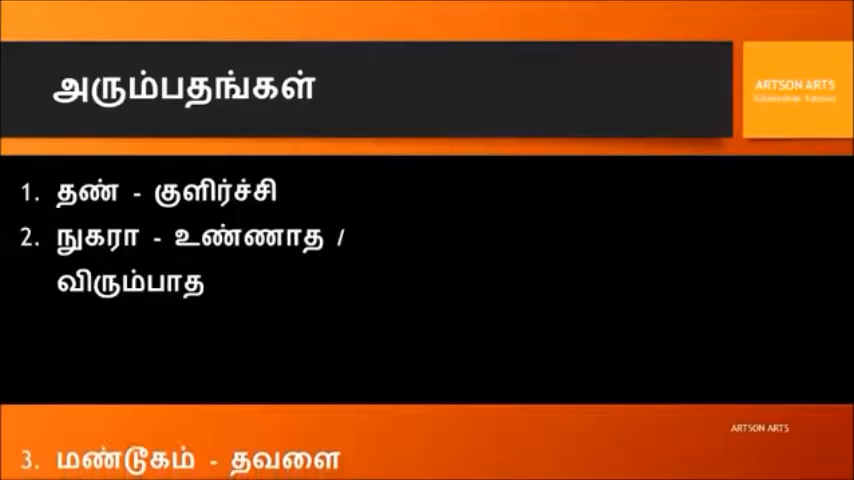 அரும்பதங்கள்
ARTSON ARTS
1. தண் - குளிர்ச்சி
2. நுகரா - உண்ணாத /
விரும்பாத
ARTSON ARTS
3. மண்டூகம் - தவளை